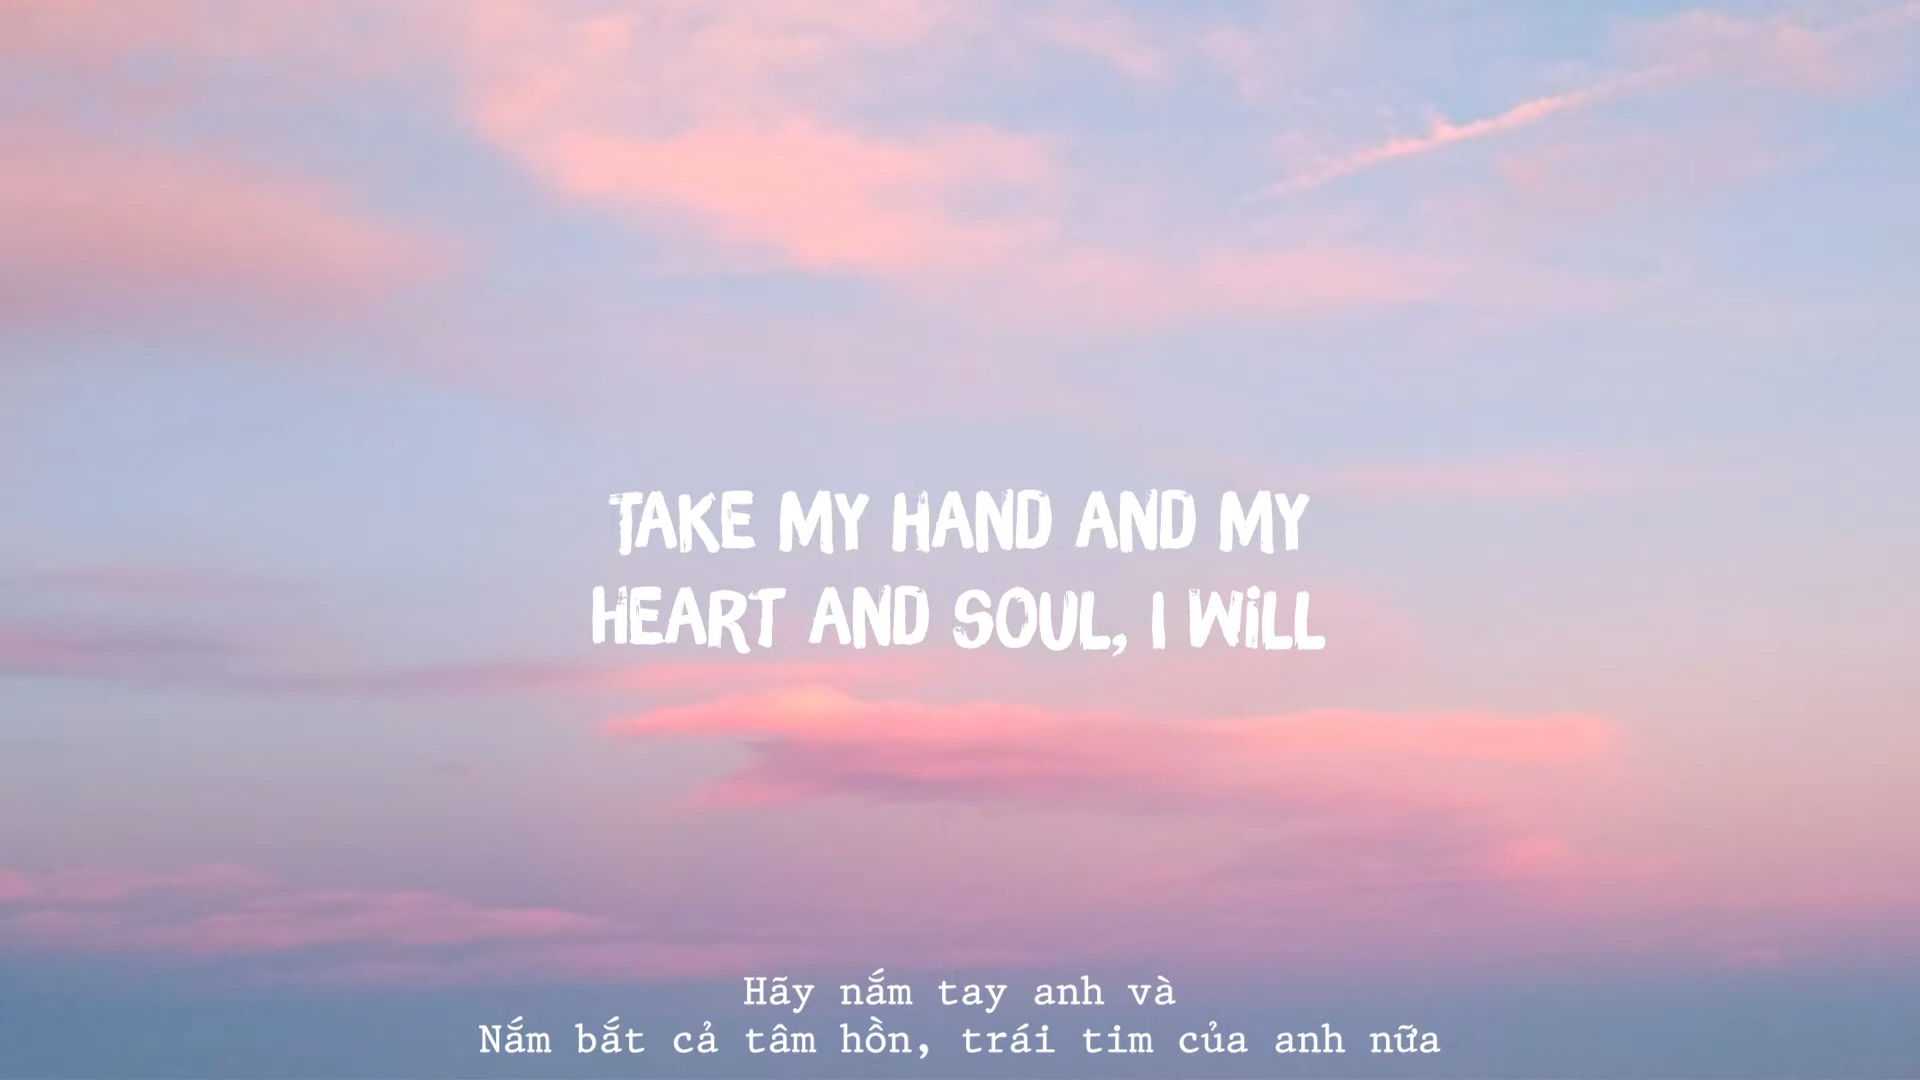 TAKE MY HAND AND MY
HEART AND SOUL, I WiLL
Hãy nắm tay anh và
Nắm bắt cả tâm hồn, trái tim của anh nữa